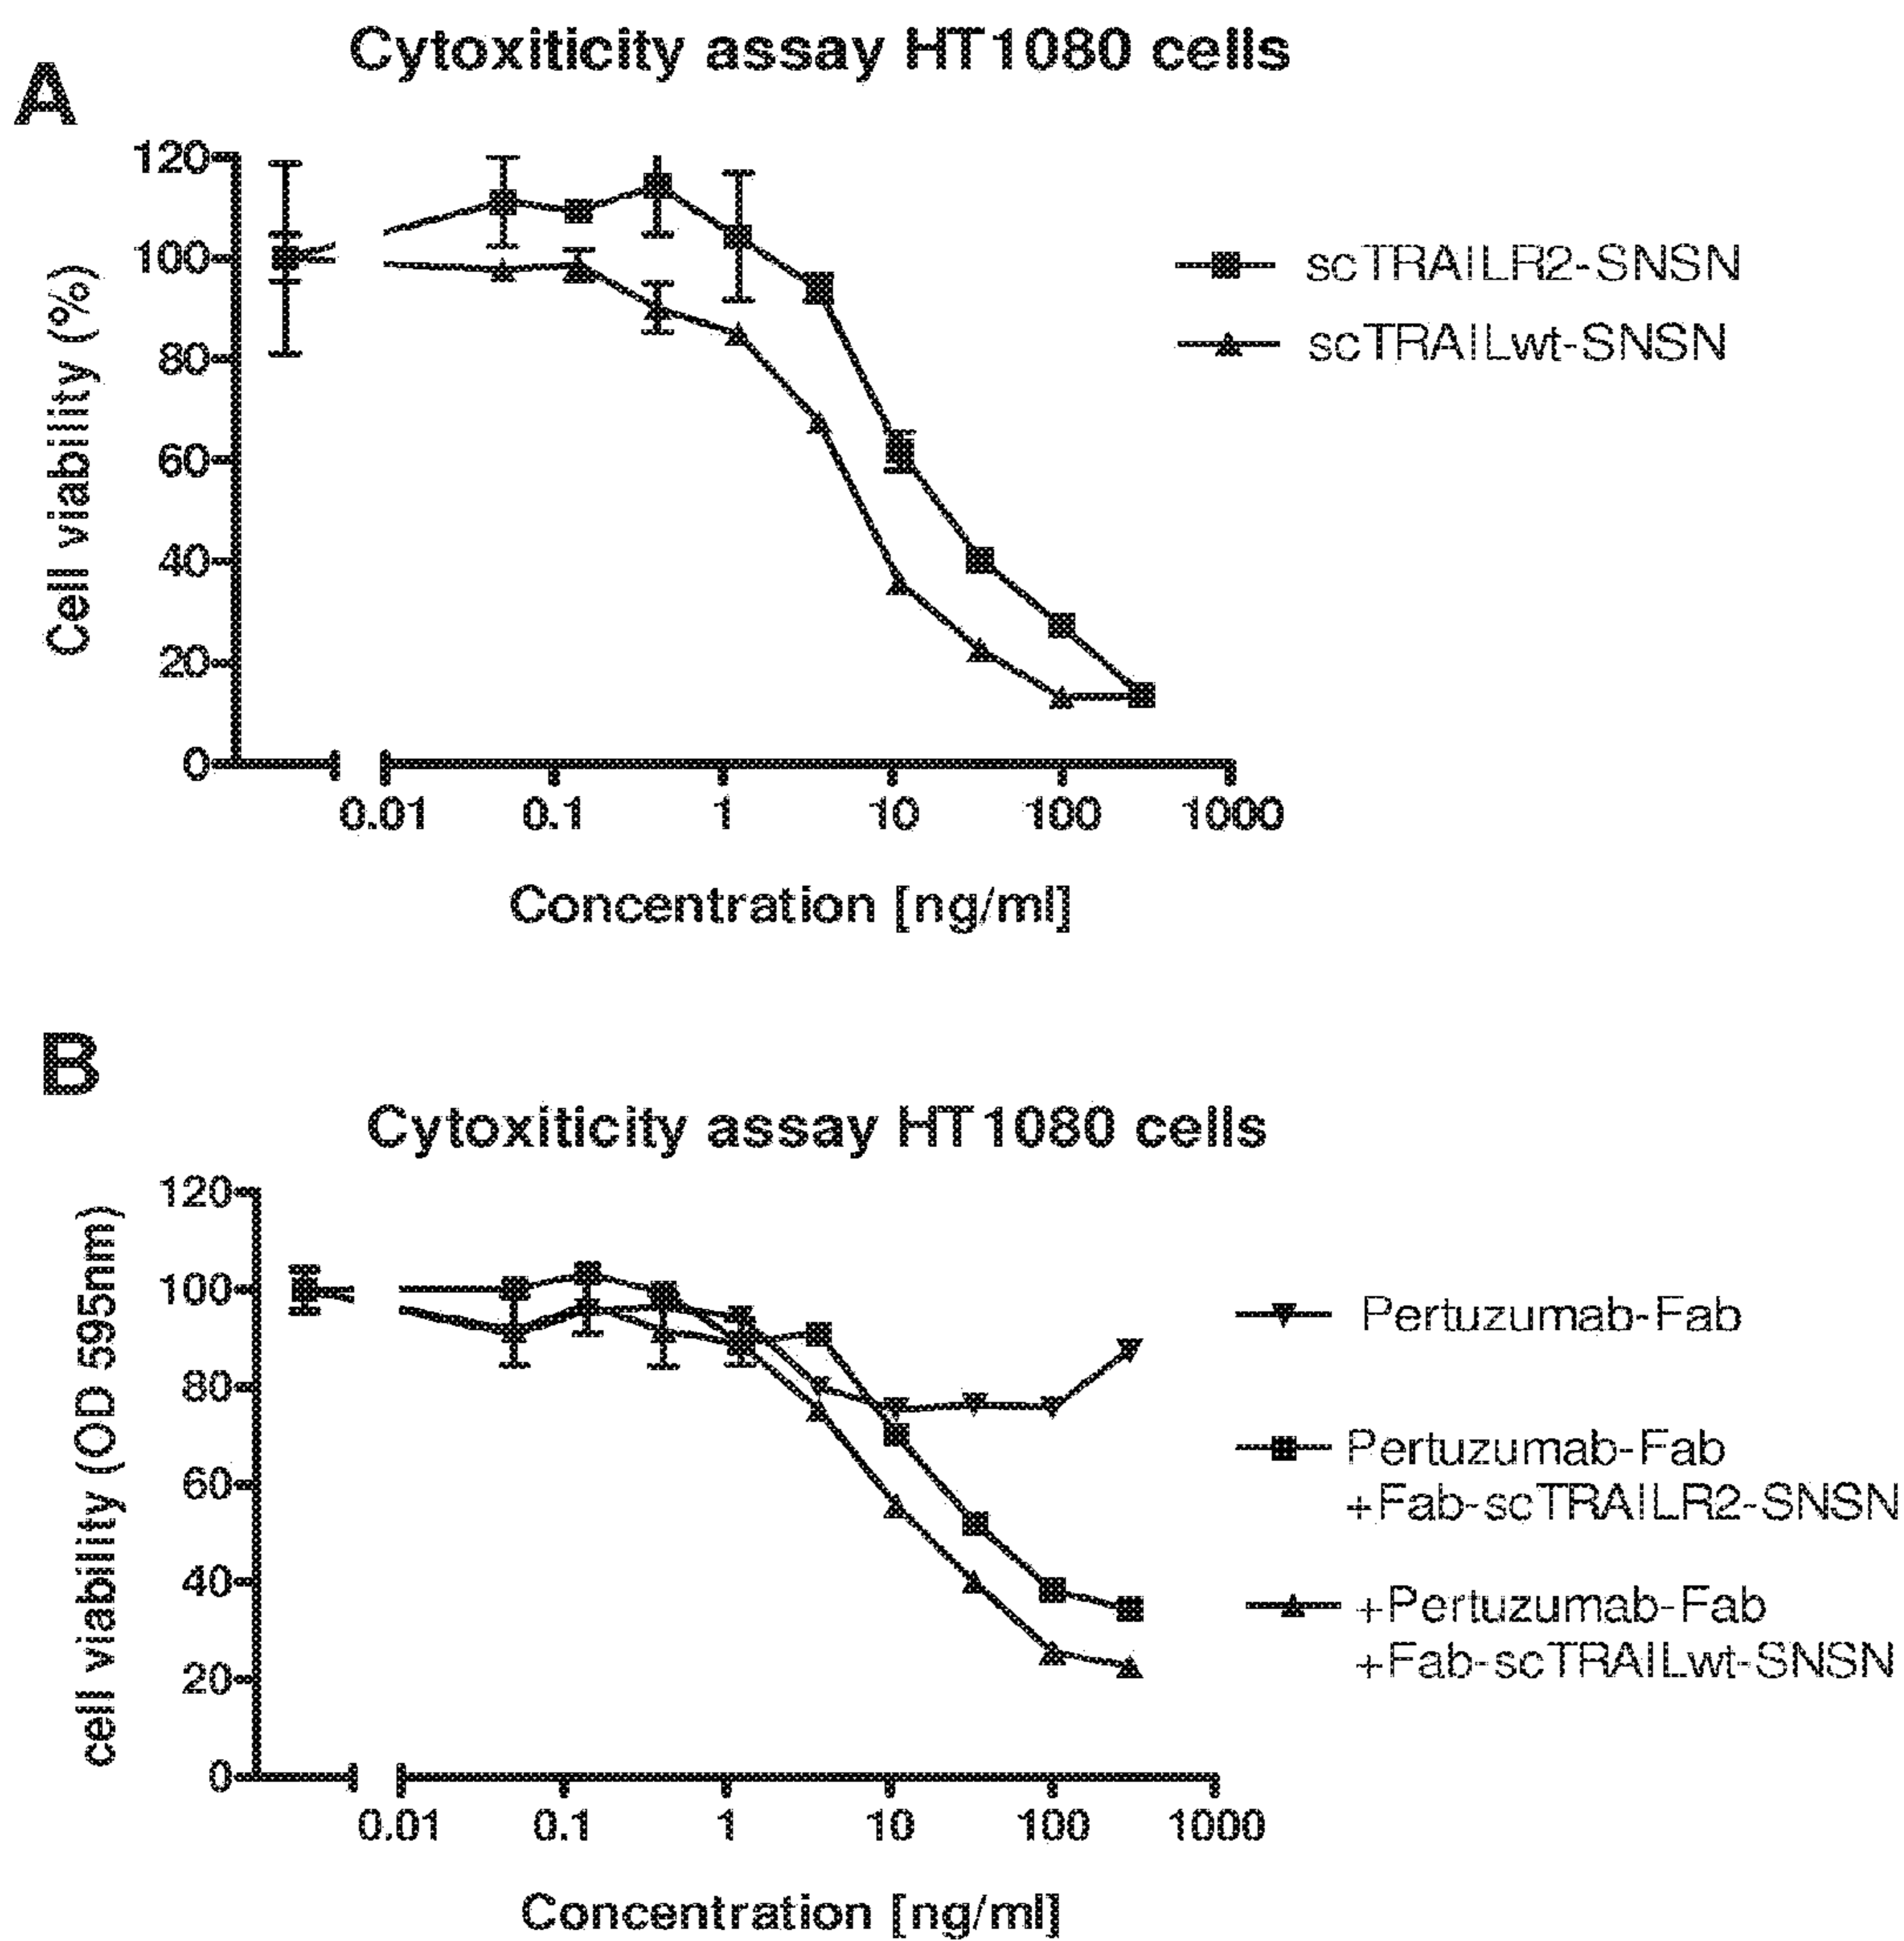 Cytoxiticity assay HT1080 cells
A
120
100
80
60
40
20
0
Cell viability (%)
0.01 0.1 1 10 100 1000
Concentration [ng/ml]
scTRAILR2-SNSN
scTRAILwt-SNSN
B
Cytoxiticity assay HT1080 cells
120
100
80
60
40
20
0
cell viability (OD 595nm)
0.01 0.1 1 10 100 1000
Concentration [ng/ml]
Pertuzumab-Fab
Pertuzumab-Fab
+Fab-scTRAILR2-SNSN
+Pertuzumab-Fab
+Fab-scTRAILwt-SNSN